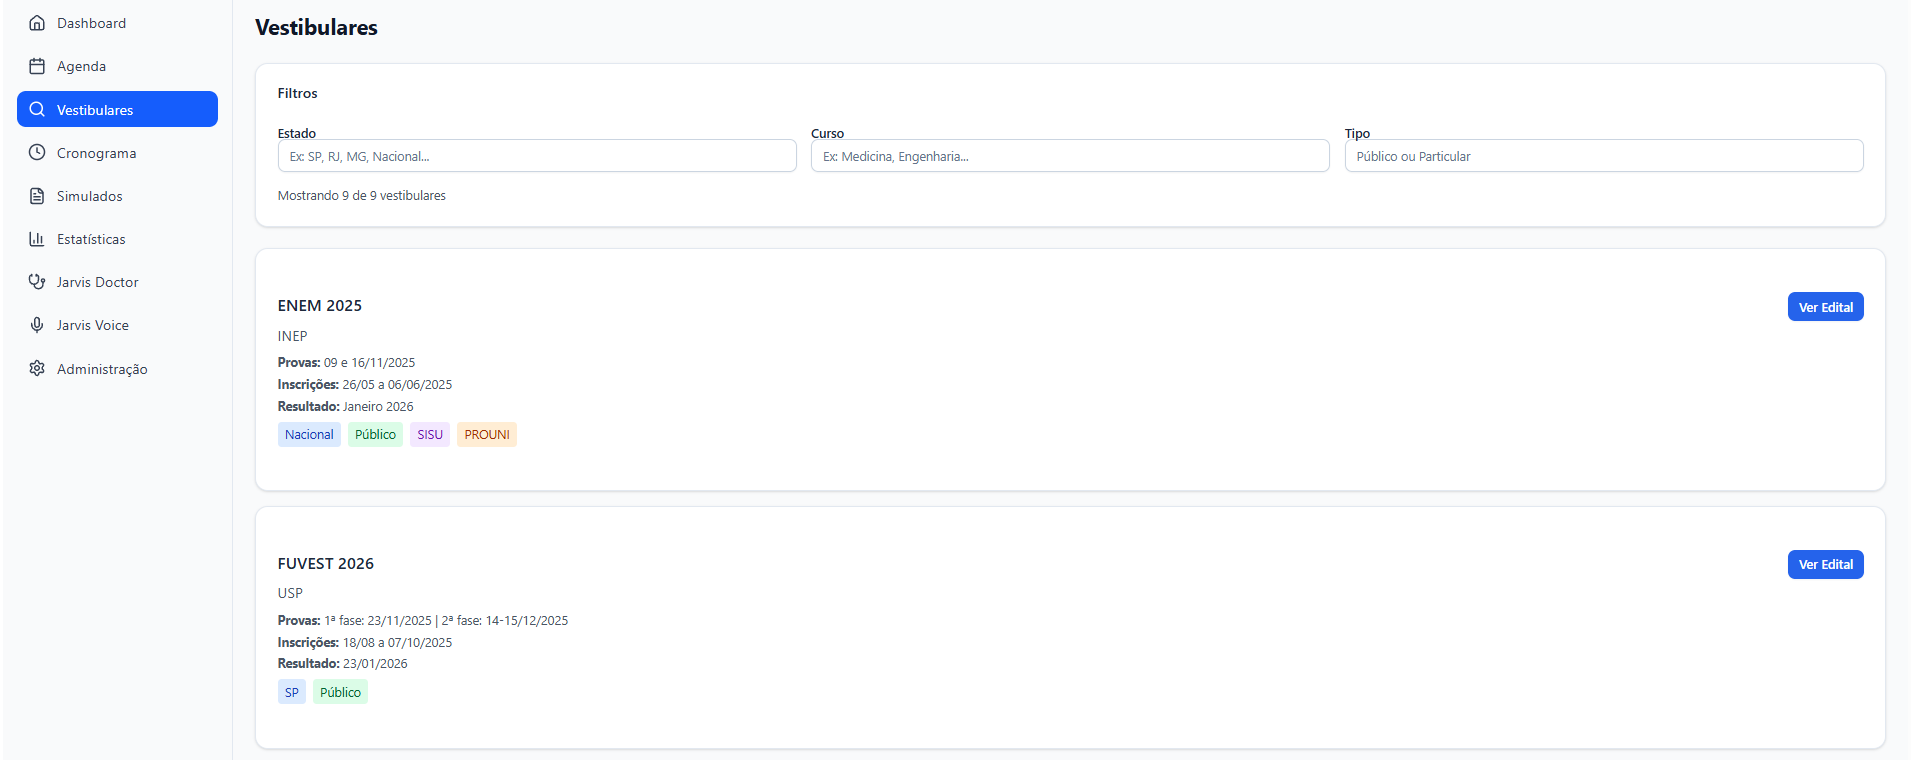 Dashboard
Agenda
Vestibulares
Cronograma
Simulados
Estatísticas
Jarvis Doctor
Jarvis Voice
Administração
Vestibulares
Filtros
Estado
Ex: SP, RJ, MG, Nacional...
Curso
Ex: Medicina, Engenharia...
Tipo
Público ou Particular
Mostrando 9 de 9 vestibulares
ENEM 2025
Ver Edital
INEP
Provas: 09 e 16/11/2025
Inscrições: 26/05 a 06/06/2025
Resultado: Janeiro 2026
Nacional Público SISU PROUNI
FUVEST 2026
Ver Edital
USP
Provas: 1ª fase: 23/11/2025 | 2ª fase: 14-15/12/2025
Inscrições: 18/08 a 07/10/2025
Resultado: 23/01/2026
SP Público